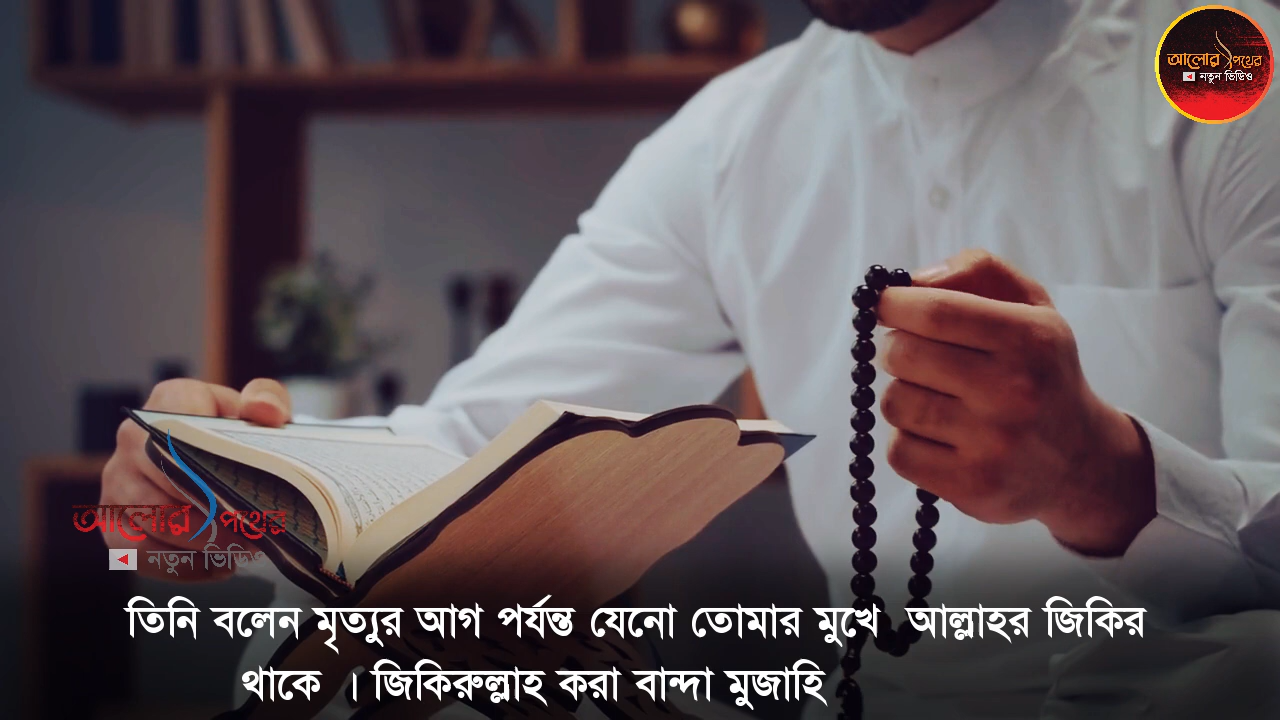 আলোর পথের
নতুন ভিডিও
আলোর পথের
নতুন ভিডিও
তিনি বলেন মৃত্যুর আগ পর্যন্ত যেনো তোমার মুখে আল্লাহর জিকির
থাকে । জিকিরুল্লাহ করা বান্দা মুজাহি